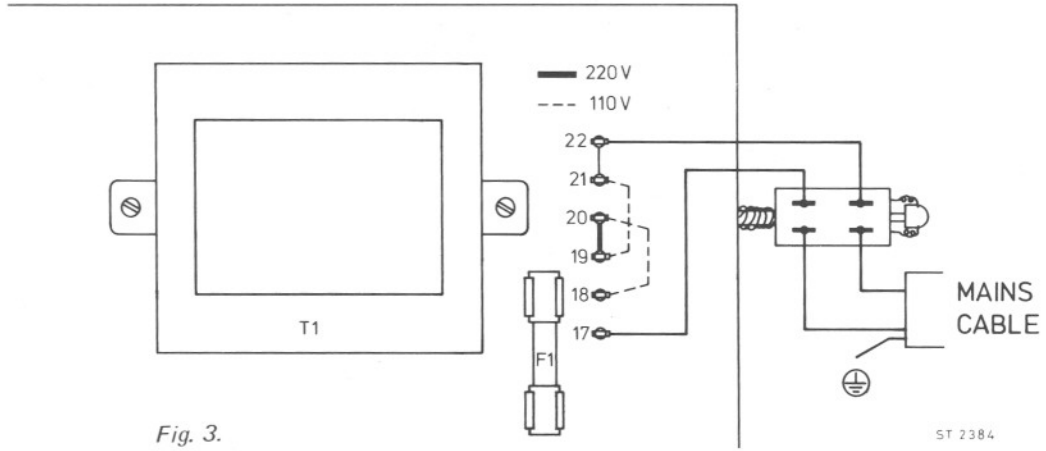 220 V
110 V
22
21
20
19
18
17
T1
F1
MAINS
CABLE
Fig. 3.
ST 2384